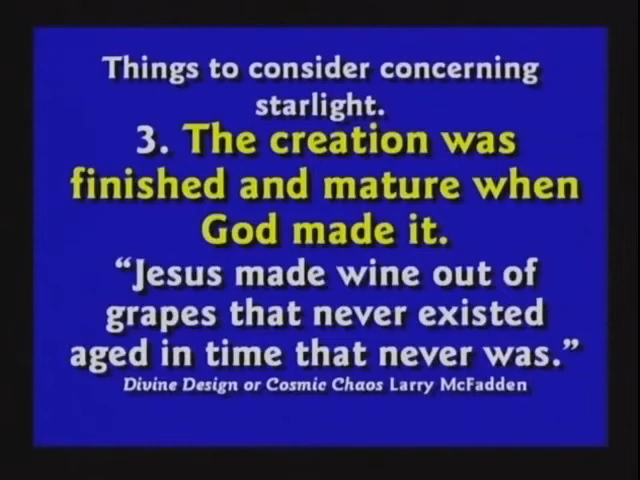 Things to consider concerning
starlight.
3. The creation was
finished and mature when
God made it.
“Jesus made wine out of
grapes that never existed
aged in time that never was.”
Divine Design or Cosmic Chaos Larry McFadden